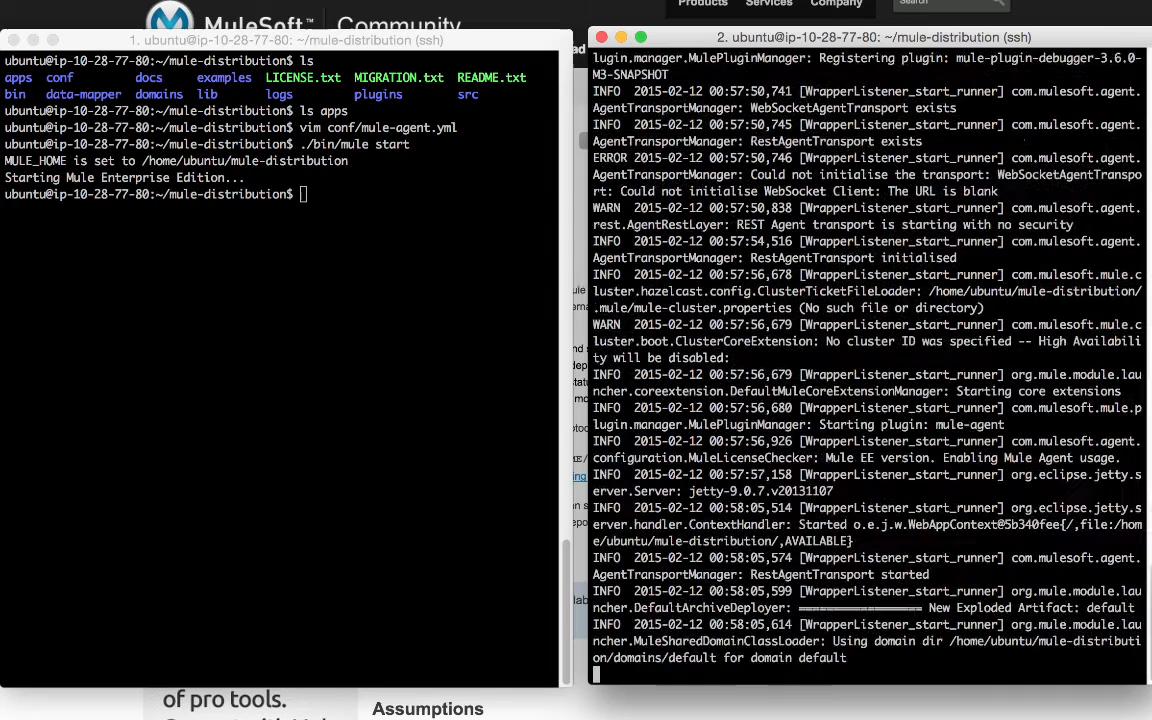 MuleSoft™ Community
Products Services Company
Search
1. ubuntu@ip-10-28-77-80: ~/mule-distribution (ssh)
ubuntu@ip-10-28-77-80:~/mule-distribution$ ls
apps conf docs examples LICENSE.txt MIGRATION.txt README.txt
bin data-mapper domains lib logs plugins src
ubuntu@ip-10-28-77-80:~/mule-distribution$ ls apps
ubuntu@ip-10-28-77-80:~/mule-distribution$ vim conf/mule-agent.yml
ubuntu@ip-10-28-77-80:~/mule-distribution$ ./bin/mule start
MULE_HOME is set to /home/ubuntu/mule-distribution
Starting Mule Enterprise Edition...
ubuntu@ip-10-28-77-80:~/mule-distribution$
2. ubuntu@ip-10-28-77-80: ~/mule-distribution (ssh)
lugin.manager.MulePluginManager: Registering plugin: mule-plugin-debugger-3.6.0-
M3-SNAPSHOT
INFO 2015-02-12 00:57:50,741 [WrapperListener_start_runner] com.mulesoft.agent.
AgentTransportManager: WebSocketAgentTransport exists
INFO 2015-02-12 00:57:50,745 [WrapperListener_start_runner] com.mulesoft.agent.
AgentTransportManager: RestAgentTransport exists
ERROR 2015-02-12 00:57:50,746 [WrapperListener_start_runner] com.mulesoft.agent.
AgentTransportManager: Could not initialise the transport: WebSocketAgentTranspo
rt: Could not initialise WebSocket Client: The URL is blank
WARN 2015-02-12 00:57:50,838 [WrapperListener_start_runner] com.mulesoft.agent.
rest.AgentRestLayer: REST Agent transport is starting with no security
INFO 2015-02-12 00:57:54,516 [WrapperListener_start_runner] com.mulesoft.agent.
AgentTransportManager: RestAgentTransport initialised
INFO 2015-02-12 00:57:56,678 [WrapperListener_start_runner] com.mulesoft.mule.c
luster.hazelcast.config.ClusterTicketFileLoader: /home/ubuntu/mule-distribution/
.mule/mule-cluster.properties (No such file or directory)
WARN 2015-02-12 00:57:56,679 [WrapperListener_start_runner] com.mulesoft.mule.c
luster.boot.ClusterCoreExtension: No cluster ID was specified -- High Availabili
ty will be disabled:
INFO 2015-02-12 00:57:56,679 [WrapperListener_start_runner] org.mule.module.lau
ncher.coreextension.DefaultMuleCoreExtensionManager: Starting core extensions
INFO 2015-02-12 00:57:56,680 [WrapperListener_start_runner] com.mulesoft.mule.p
lugin.manager.MulePluginManager: Starting plugin: mule-agent
INFO 2015-02-12 00:57:56,926 [WrapperListener_start_runner] com.mulesoft.agent.
configuration.MuleLicenseChecker: Mule EE version. Enabling Mule Agent usage.
INFO 2015-02-12 00:57:57,158 [WrapperListener_start_runner] org.eclipse.jetty.s
erver.Server: jetty-9.0.7.v20131107
INFO 2015-02-12 00:58:05,514 [WrapperListener_start_runner] org.eclipse.jetty.s
erver.handler.ContextHandler: Started o.e.j.w.WebAppContext@5b340fee{/,file:/hom
e/ubuntu/mule-distribution/,AVAILABLE}
INFO 2015-02-12 00:58:05,574 [WrapperListener_start_runner] com.mulesoft.agent.
AgentTransportManager: RestAgentTransport started
INFO 2015-02-12 00:58:05,599 [WrapperListener_start_runner] org.mule.module.lau
ncher.DefaultArchiveDeployer: ================== New Exploded Artifact: default
INFO 2015-02-12 00:58:05,614 [WrapperListener_start_runner] org.mule.module.lau
ncher.MuleSharedDomainClassLoader: Using domain dir /home/ubuntu/mule-distributi
on/domains/default for domain default
of pro tools.
Assumptions